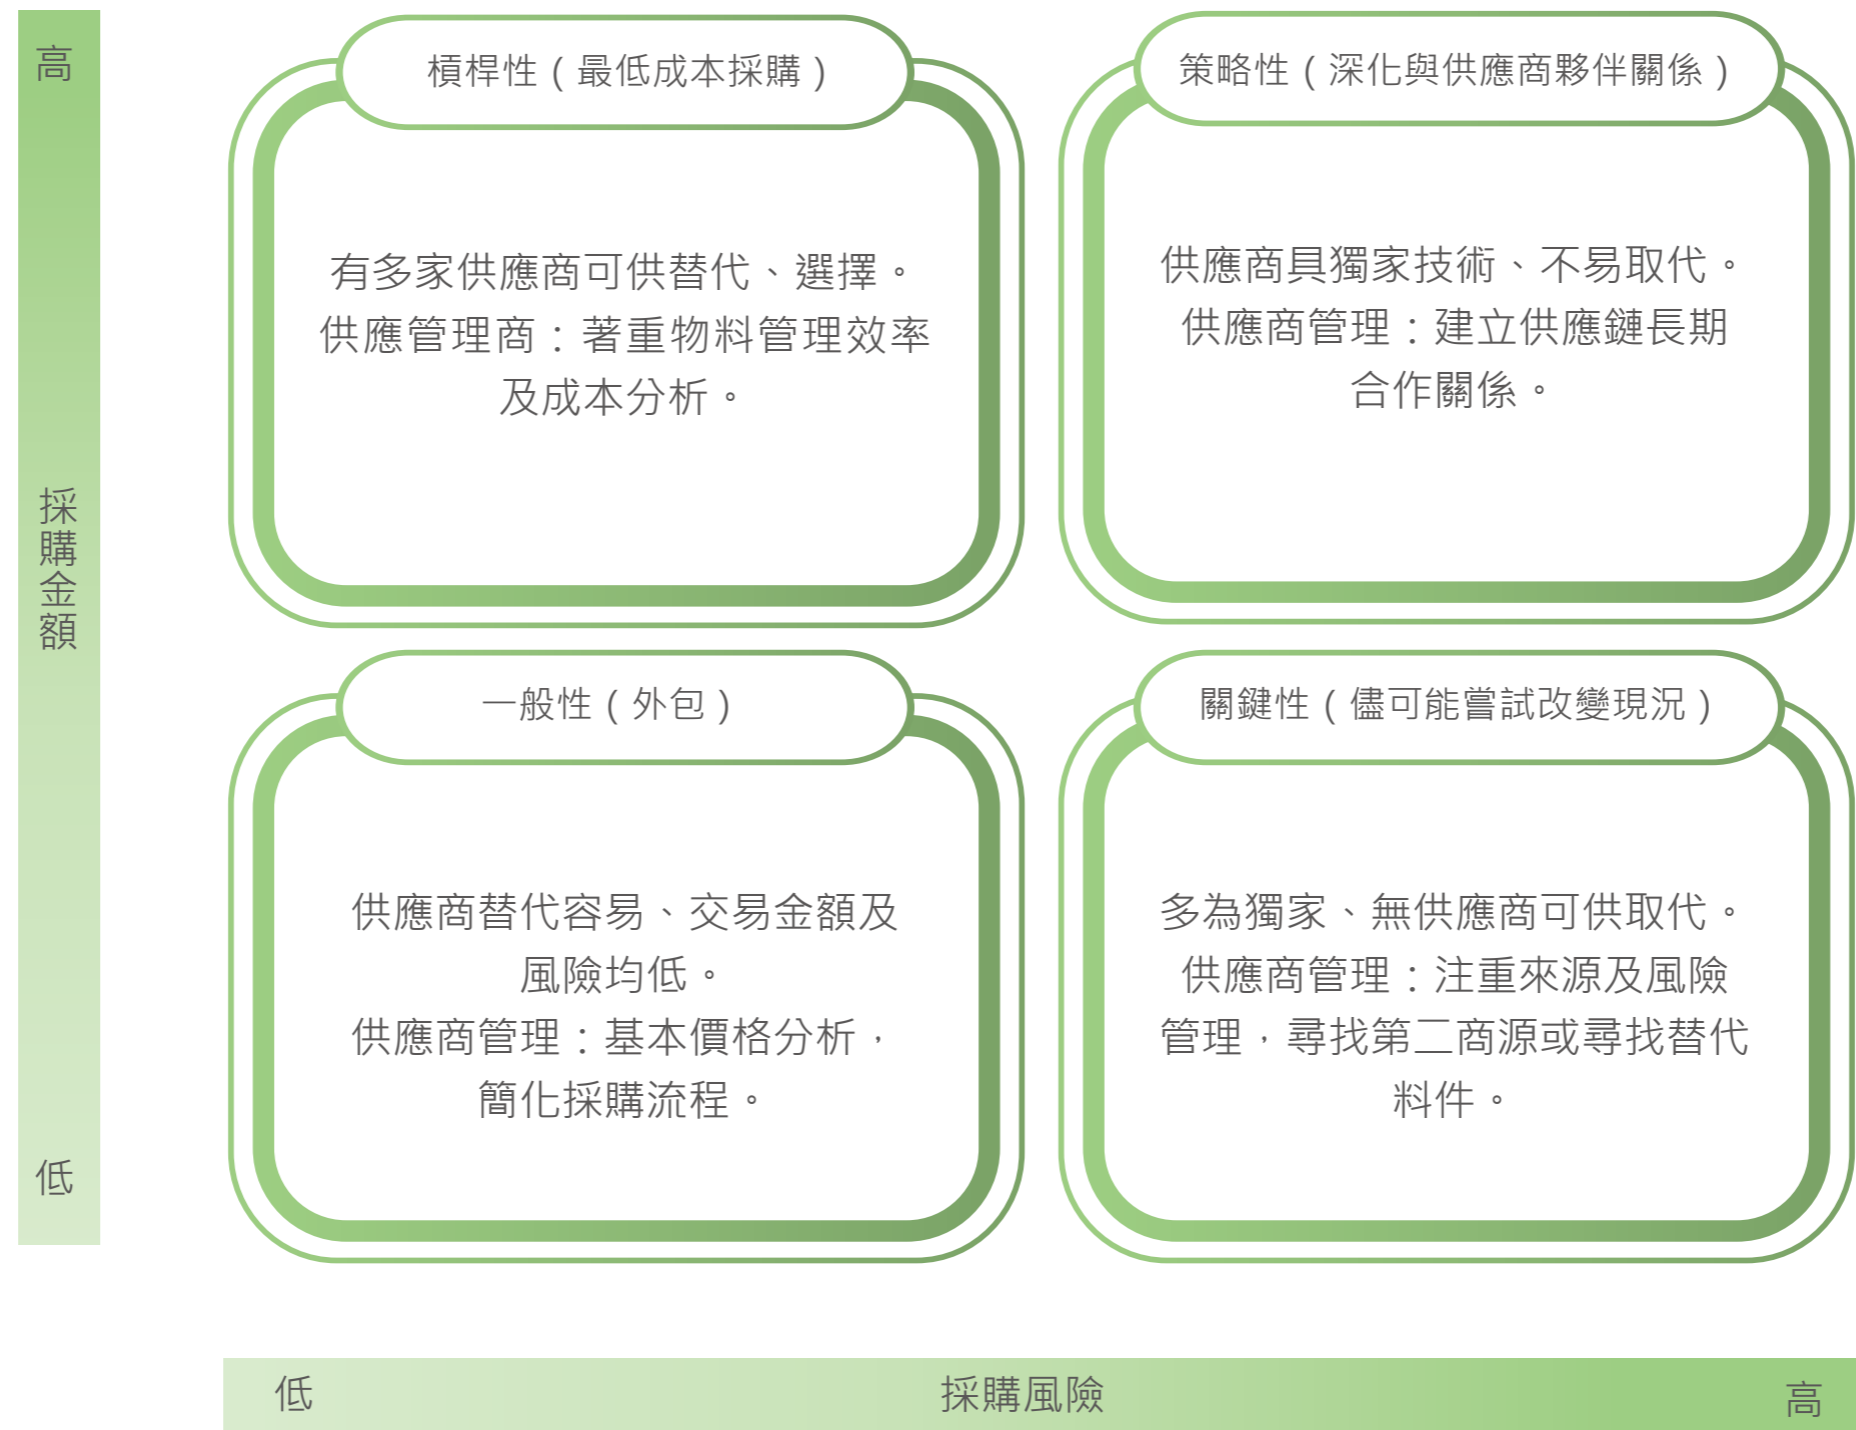 高
採購金額
低
槓桿性（最低成本採購）
有多家供應商可供替代、選擇。
供應管理商：著重物料管理效率
及成本分析。
策略性（深化與供應商夥伴關係）
供應商具獨家技術、不易取代。
供應商管理：建立供應鏈長期
合作關係。
一般性（外包）
供應商替代容易、交易金額及
風險均低。
供應商管理：基本價格分析，
簡化採購流程。
關鍵性（儘可能嘗試改變現況）
多為獨家、無供應商可供取代。
供應商管理：注重來源及風險
管理，尋找第二商源或尋找替代
料件。
低
採購風險
高